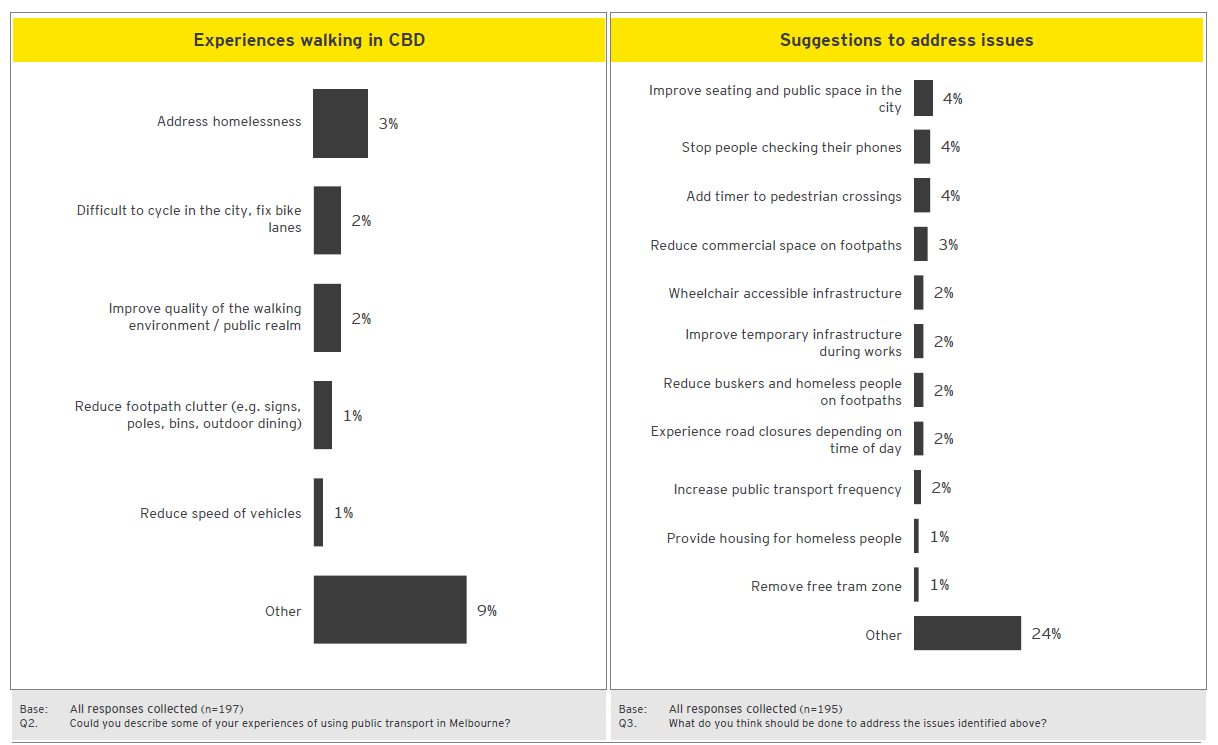 Experiences walking in CBD
Address homelessness
3%
Difficult to cycle in the city, fix bike
lanes
2%
Improve quality of the walking
environment / public realm
2%
Reduce footpath clutter (e.g. signs,
poles, bins, outdoor dining)
1%
Reduce speed of vehicles
1%
Other
9%
Base: All responses collected (n=197)
Q2. Could you describe some of your experiences of using public transport in Melbourne?
Suggestions to address issues
Improve seating and public space in the
city
4%
Stop people checking their phones
4%
Add timer to pedestrian crossings
4%
Reduce commercial space on footpaths
3%
Wheelchair accessible infrastructure
2%
Improve temporary infrastructure
during works
2%
Reduce buskers and homeless people
on footpaths
2%
Experience road closures depending on
time of day
2%
Increase public transport frequency
2%
Provide housing for homeless people
1%
Remove free tram zone
1%
Other
24%
Base: All responses collected (n=195)
Q3. What do you think should be done to address the issues identified above?